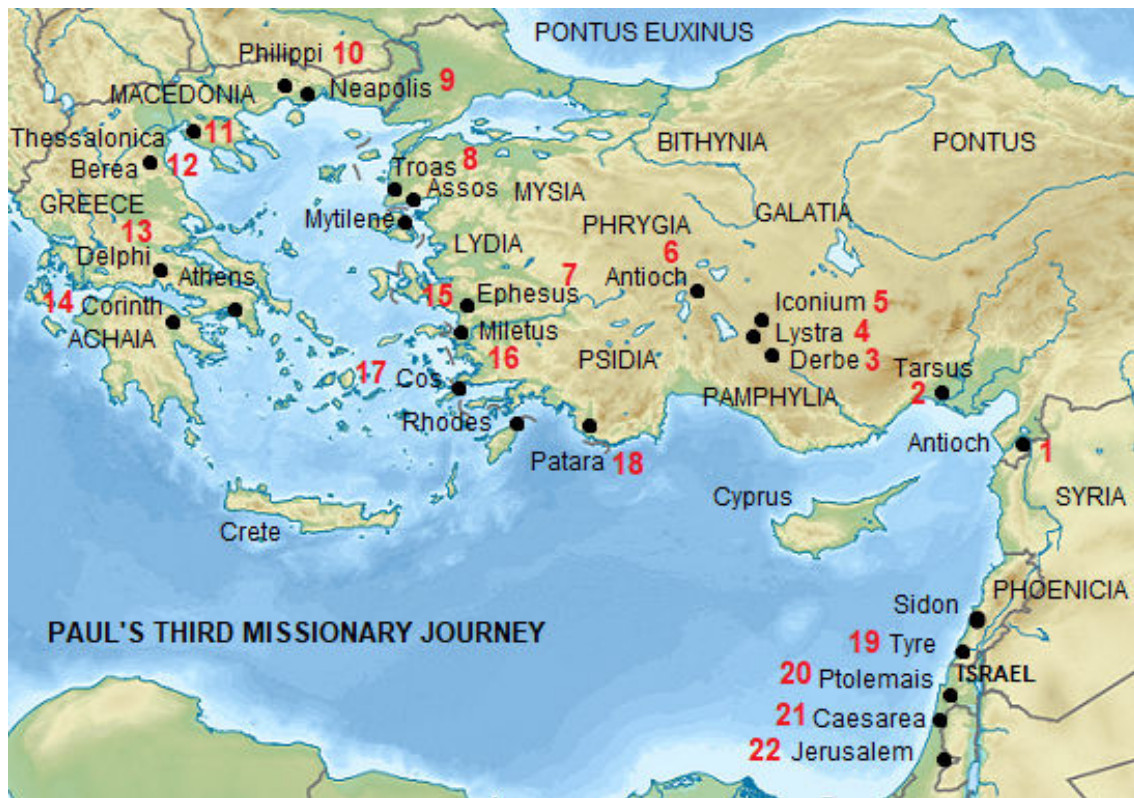 PONTUS EUXINUS
Philippi 10
9
MACEDONIA
Neapolis
Thessalonica 11
BITHYNIA
PONTUS
Berea 12
8
Troas
Assos
MYSIA
GREECE
Mytilene
PHRYGIA
GALATIA
13
LYDIA
6
Delphi
Athens
7
Antioch
14 Corinth
15 Ephesus
Iconium 5
ACHAIA
Miletus
Lystra 4
PSIDIA
Derbe 3
16
17
Cos
Tarsus
2
PAMPHYLIA
Rhodes
Antioch 1
Patara 18
Cyprus
SYRIA
Crete
PHOENICIA
Sidon
PAUL'S THIRD MISSIONARY JOURNEY
19 Tyre
ISRAEL
20 Ptolemais
21 Caesarea
22 Jerusalem